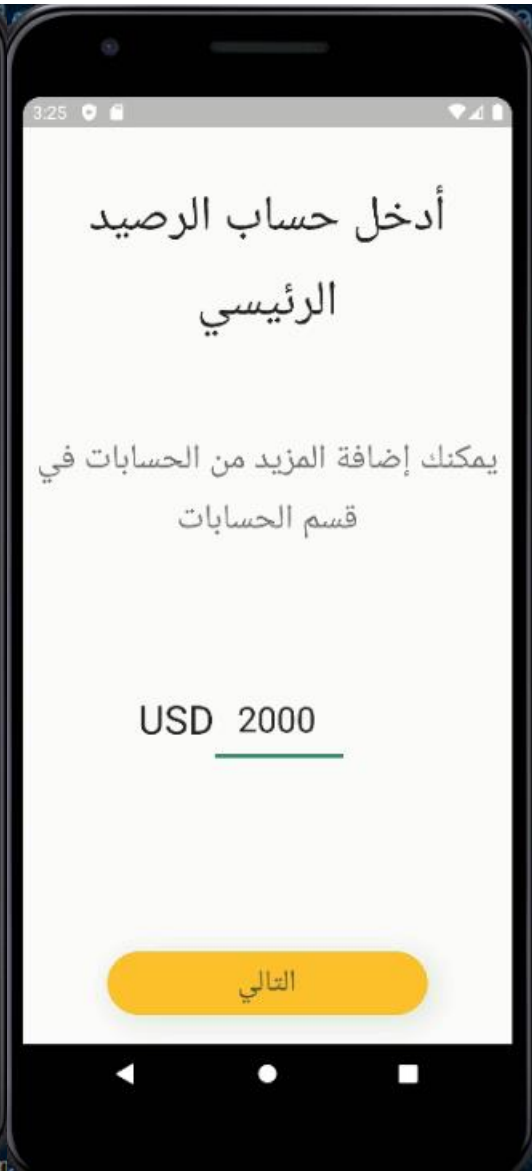 3:25
أدخل حساب الرصيد
الرئيسي
يمكنك إضافة المزيد من الحسابات في
قسم الحسابات
USD 2000
التالي